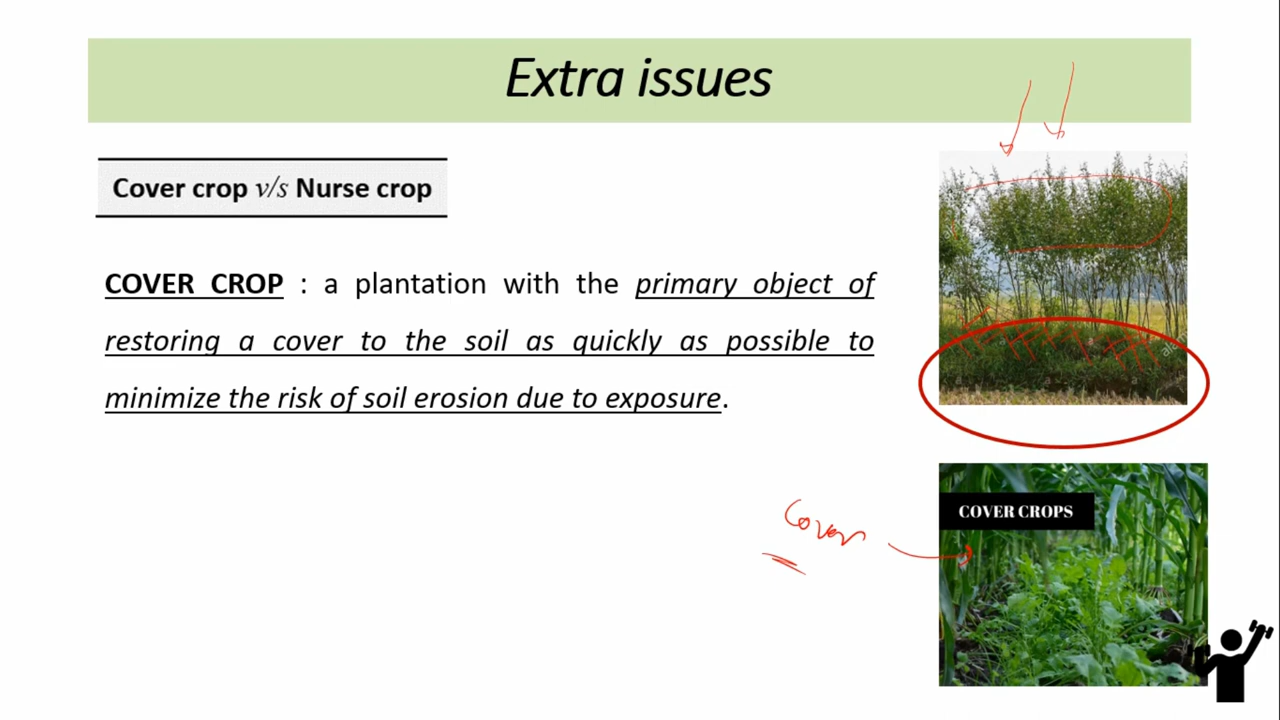 Extra issues
Cover crop v/s Nurse crop
COVER CROP : a plantation with the primary object of
restoring a cover to the soil as quickly as possible to
minimize the risk of soil erosion due to exposure.
Cover
COVER CROPS